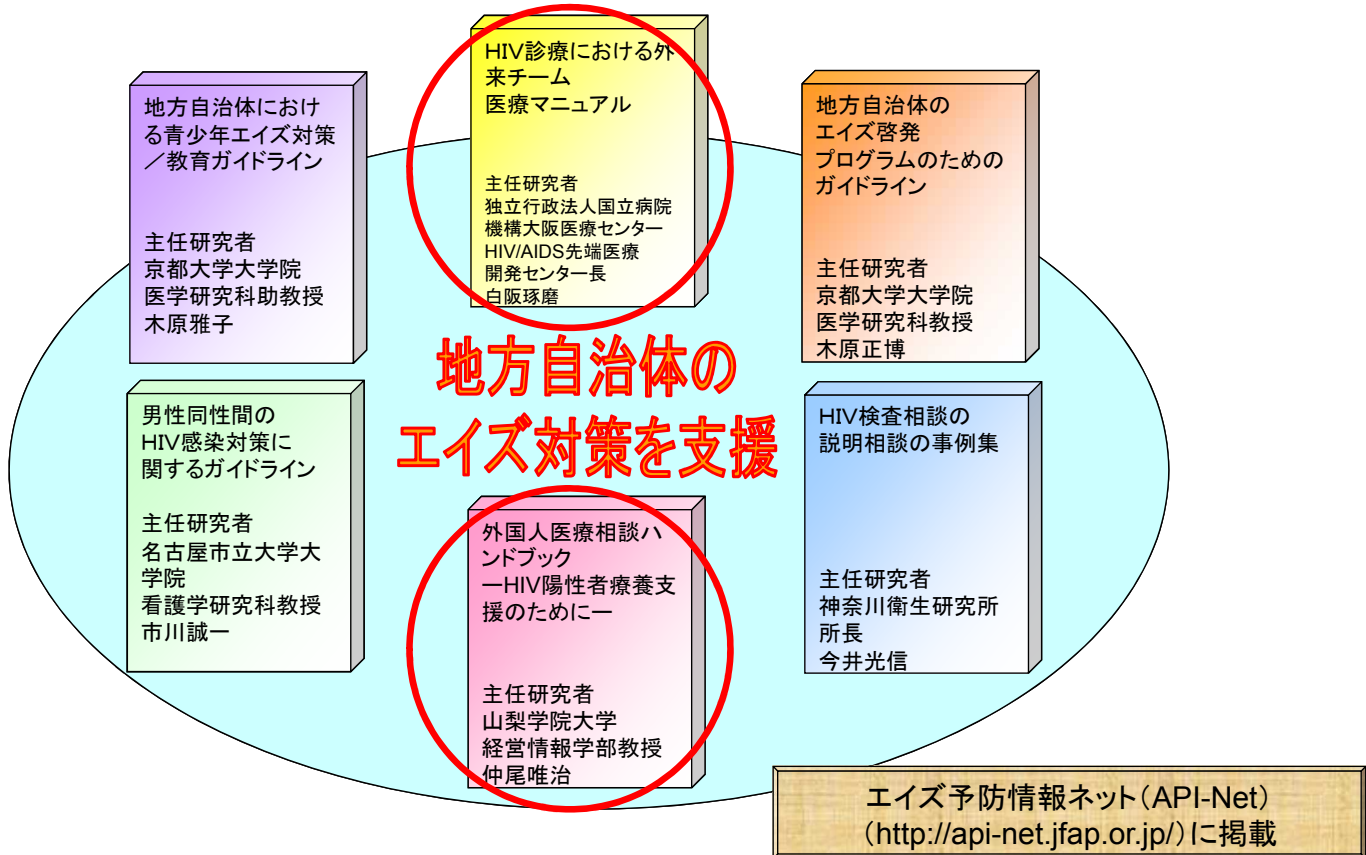 地方自治体におけ
る青少年エイズ対策
／教育ガイドライン
主任研究者
京都大学大学院
医学研究科助教授
木原雅子
HIV診療における外
来チーム
医療マニュアル
主任研究者
独立行政法人国立病院
機構大阪医療センター
HIV/AIDS先端医療
開発センター長
白阪琢磨
地方自治体の
エイズ啓発
プログラムのための
ガイドライン
主任研究者
京都大学大学院
医学研究科教授
木原正博
地方自治体の
エイズ対策を支援
男性同性間の
HIV感染対策に
関するガイドライン
主任研究者
名古屋市立大学大
学院
看護学研究科教授
市川誠一
外国人医療相談ハ
ンドブック
―HIV陽性者療養支
援のために―
主任研究者
山梨学院大学
経営情報学部教授
仲尾唯治
HIV検査相談の
説明相談の事例集
主任研究者
神奈川衛生研究所
所長
今井光信
エイズ予防情報ネット（API-Net）
（http://api-net.jfap.or.jp/）に掲載